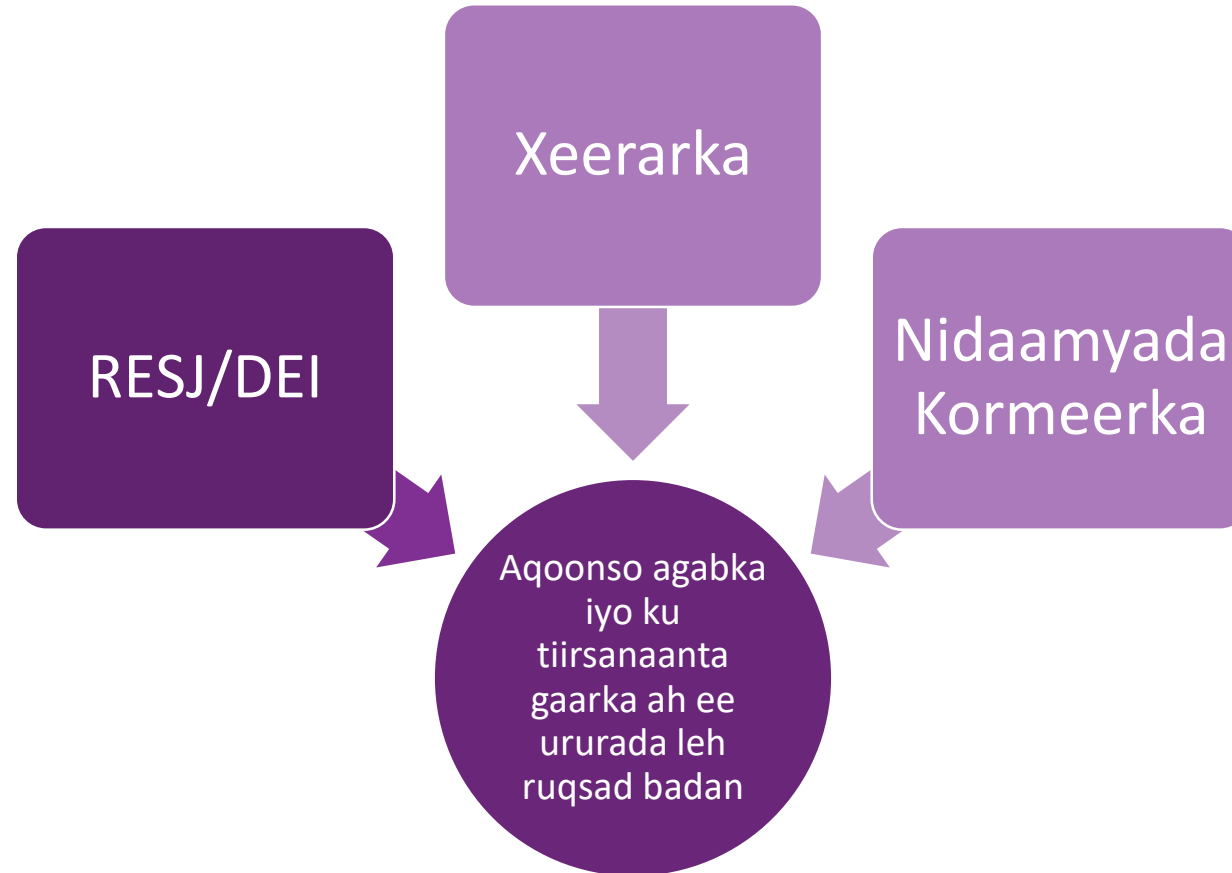 Xeerarka
RESJ/DEI
Nidaamyada
Kormeerka
Aqoonso agabka
iyo ku
tiirsanaanta
gaarka ah ee
ururada leh
ruqsad badan